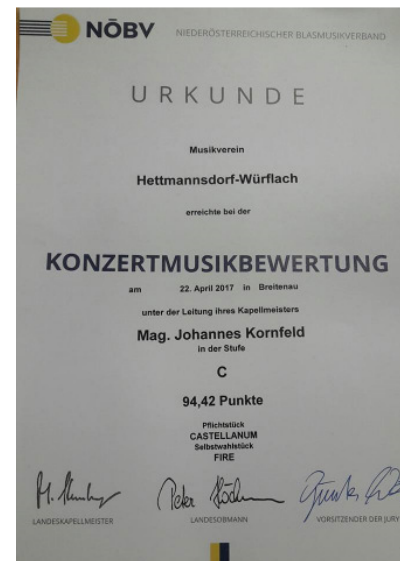 NÖBV NIEDERÖSTERREICHISCHER BLASMUSIKVERBAND
URKUNDE
Musikverein
Hettmannsdorf-Würflach
erreichte bei der
KONZERTMUSIKBEWERTUNG
am 22. April 2017 in Breitenau
unter der Leitung ihres Kapellmeisters
Mag. Johannes Kornfeld
in der Stufe
C
94,42 Punkte
Pflichtstück
CASTELLANUM
Selbstwahlstück
FIRE
LANDESKAPELLMEISTER LANDESOBMANN VORSITZENDER DER JURY